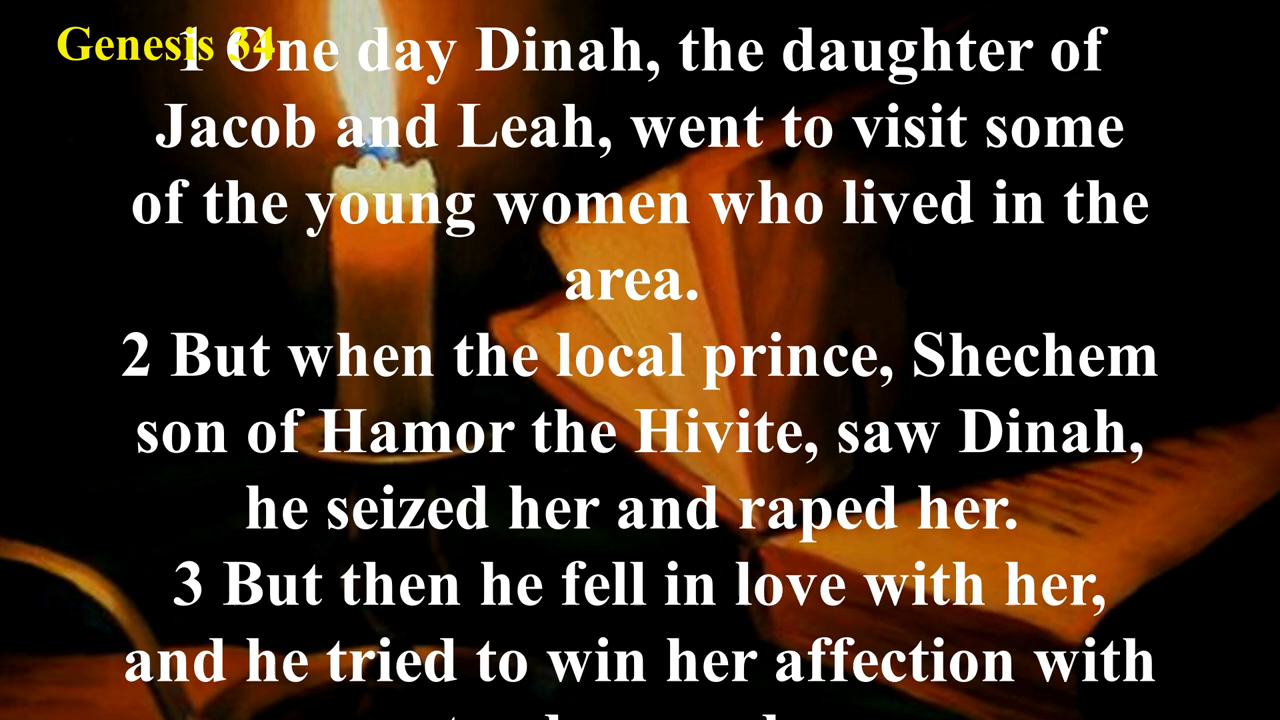 Genesis 34
1 One day Dinah, the daughter of
Jacob and Leah, went to visit some
of the young women who lived in the
area.
2 But when the local prince, Shechem
son of Hamor the Hivite, saw Dinah,
he seized her and raped her.
3 But then he fell in love with her,
and he tried to win her affection with